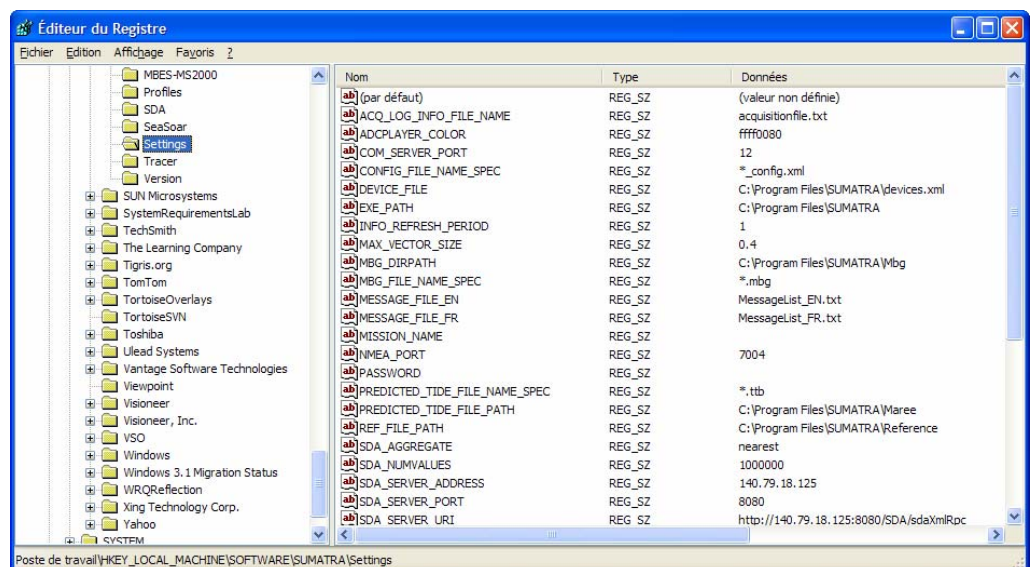 Éditeur du Registre
Fichier Edition Affichage Favoris ?
MBES-MS2000
Profiles
SDA
SeaSoar
Settings
Tracer
Version
SUN Microsystems
SystemRequirementsLab
TechSmith
The Learning Company
Tigris.org
TomTom
TortoiseOverlays
TortoiseSVN
Toshiba
Ulead Systems
Vantage Software Technologies
Viewpoint
Visioneer
Visioneer, Inc.
VSO
Windows
Windows 3.1 Migration Status
WRQReflection
Xing Technology Corp.
Yahoo
SYSTEM
Nom Type Données
(par défaut) REG_SZ (valeur non définie)
ACQ_LOG_INFO_FILE_NAME REG_SZ acquisitionfile.txt
ADCPLAYER_COLOR REG_SZ ffff0080
COM_SERVER_PORT REG_SZ 12
CONFIG_FILE_NAME_SPEC REG_SZ *_config.xml
DEVICE_FILE REG_SZ C:\Program Files\SUMATRA\devices.xml
EXE_PATH REG_SZ C:\Program Files\SUMATRA
INFO_REFRESH_PERIOD REG_SZ 1
MAX_VECTOR_SIZE REG_SZ 0.4
MBG_DIRPATH REG_SZ C:\Program Files\SUMATRA\Mbg
MBG_FILE_NAME_SPEC REG_SZ *.mbg
MESSAGE_FILE_EN REG_SZ MessageList_EN.txt
MESSAGE_FILE_FR REG_SZ MessageList_FR.txt
MISSION_NAME REG_SZ
NMEA_PORT REG_SZ 7004
PASSWORD REG_SZ
PREDICTED_TIDE_FILE_NAME_SPEC REG_SZ *.ttb
PREDICTED_TIDE_FILE_PATH REG_SZ C:\Program Files\SUMATRA\Maree
REF_FILE_PATH REG_SZ C:\Program Files\SUMATRA\Reference
SDA_AGGREGATE REG_SZ nearest
SDA_NUMVALUES REG_SZ 1000000
SDA_SERVER_ADDRESS REG_SZ 140.79.18.125
SDA_SERVER_PORT REG_SZ 8080
SDA SERVER URI REG SZ http://140.79.18.125:8080/SDA/sdaXmlRpc
Poste de travail\HKEY_LOCAL_MACHINE\SOFTWARE\SUMATRA\Settings